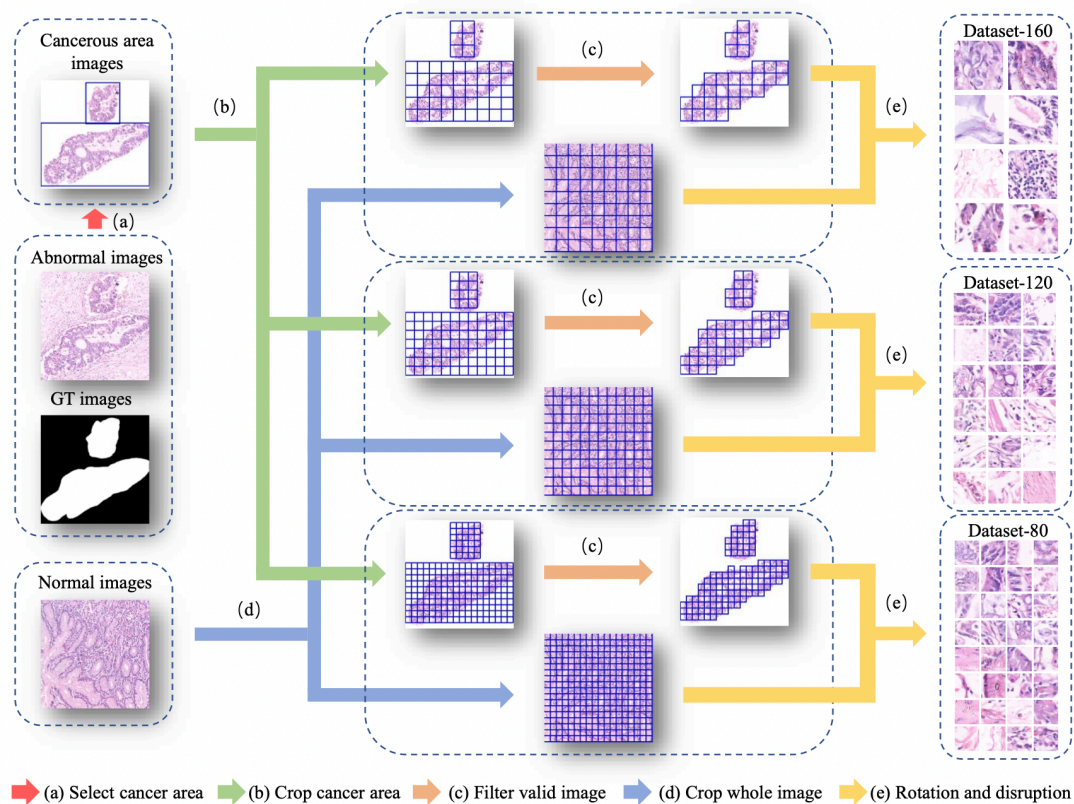 Cancerous area
images
(a)
Abnormal images
GT images
Normal images
(b)
(d)
(c)
(e)
(c)
(e)
(c)
(e)
Dataset-160
Dataset-120
Dataset-80
(a) Select cancer area
(b) Crop cancer area
(c) Filter valid image
(d) Crop whole image
(e) Rotation and disruption